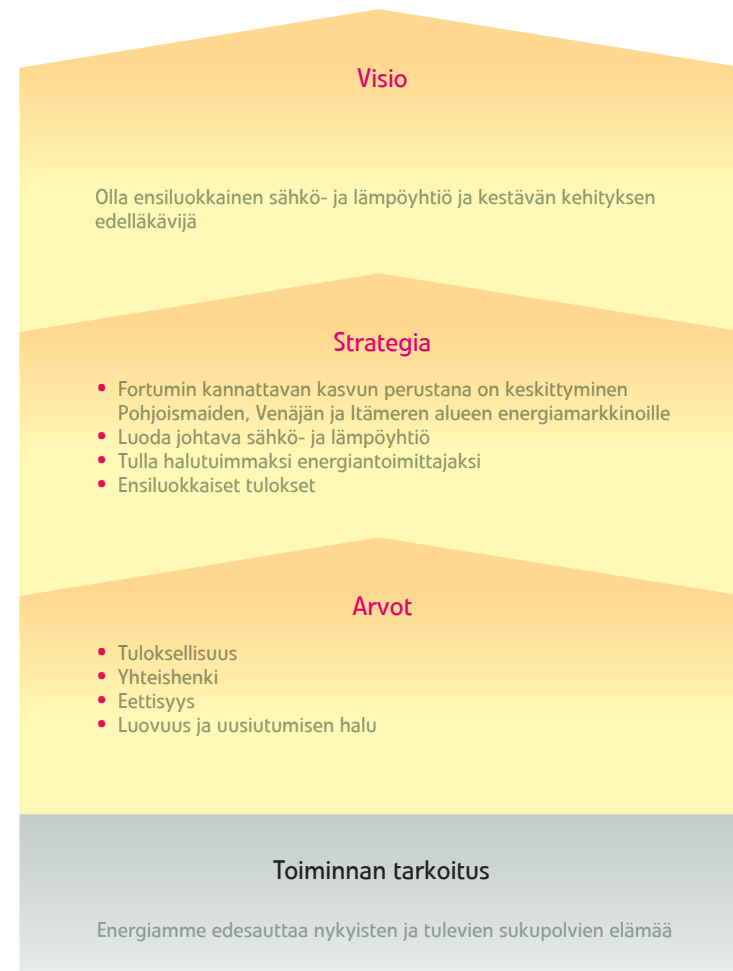 Visio
Olla ensiluokkainen sähkö- ja lämpöyhtiö ja kestävän kehityksen
edelläkävijä
Strategia
• Fortumin kannattavan kasvun perustana on keskittyminen
Pohjoismaiden, Venäjän ja Itämeren alueen energiamarkkinoille
• Luoda johtava sähkö- ja lämpöyhtiö
• Tulla halutuimmaksi energiantoimittajaksi
• Ensiluokkaiset tulokset
Arvot
• Tuloksellisuus
• Yhteishenki
• Eettisyys
• Luovuus ja uusiutumisen halu
Toiminnan tarkoitus
Energiamme edesauttaa nykyisten ja tulevien sukupolvien elämää